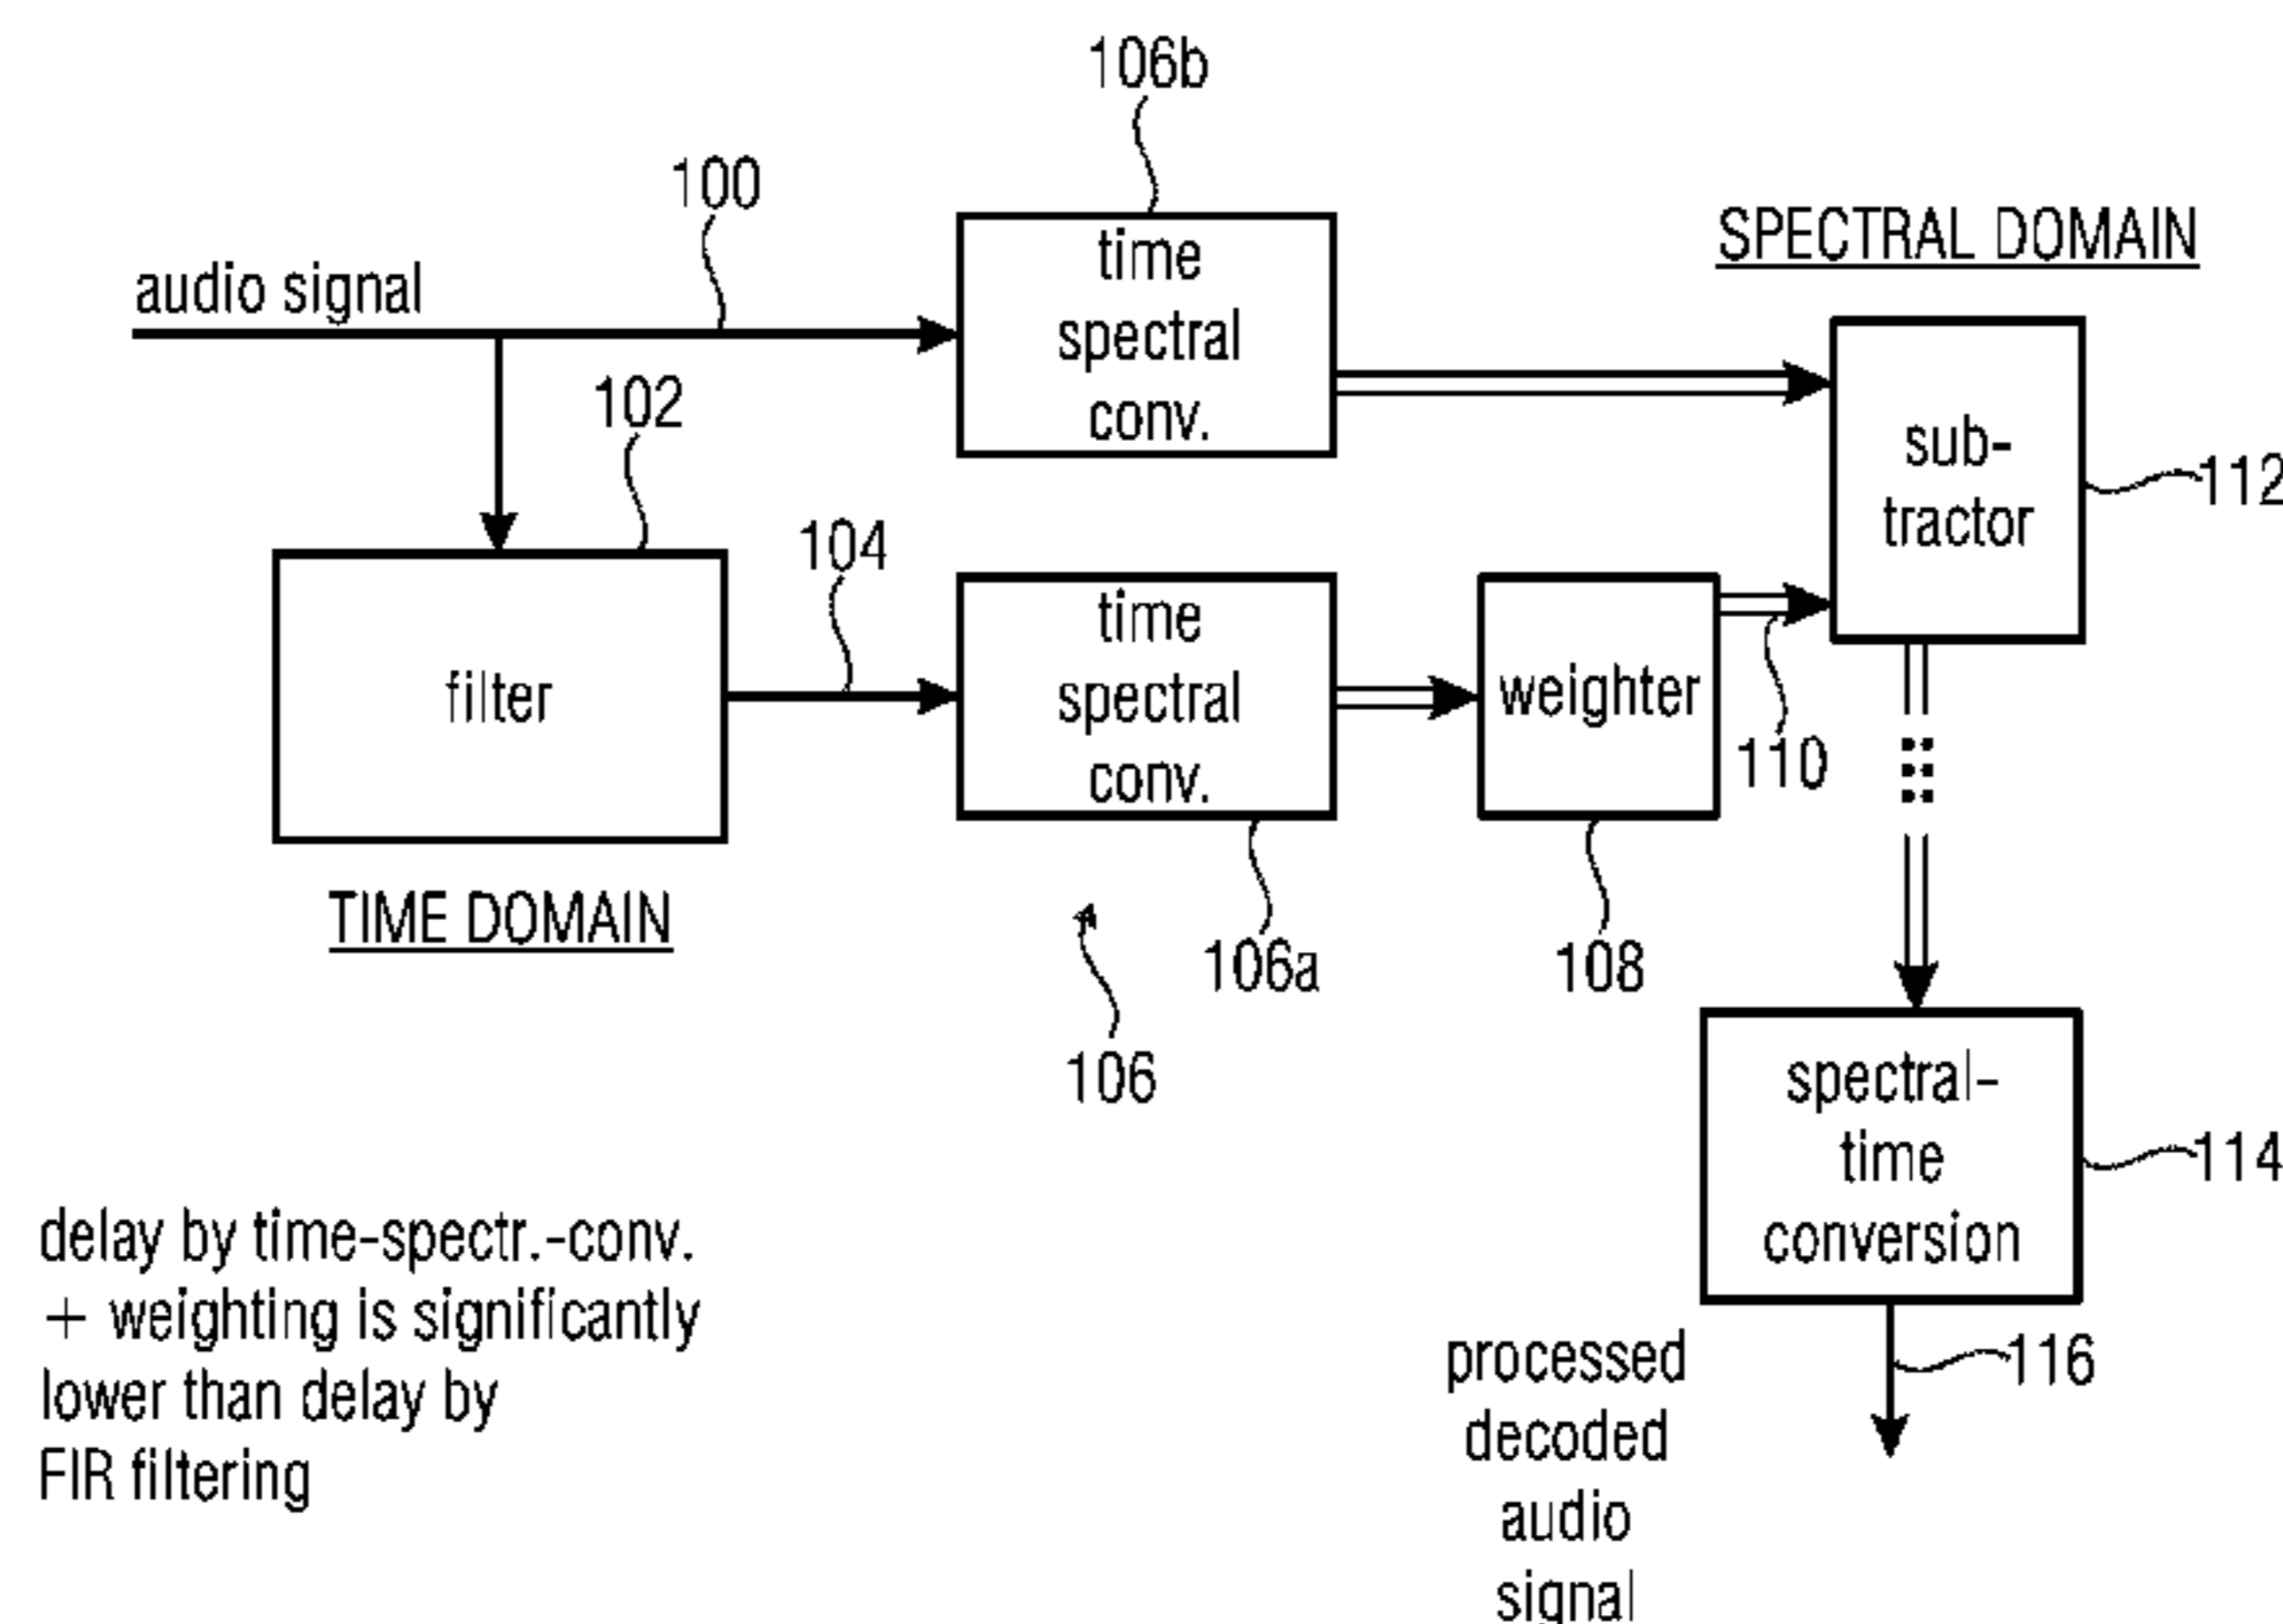 106b
100
SPECTRAL DOMAIN
audio signal
time
spectral
conv.
102
sub-
tractor
112
104
filter
time
spectral
conv.
weighter
110
TIME DOMAIN
106a
108
106
spectral-
time
conversion
114
delay by time-spectr.-conv.
+ weighting is significantly
lower than delay by
FIR filtering
116
processed
decoded
audio
signal